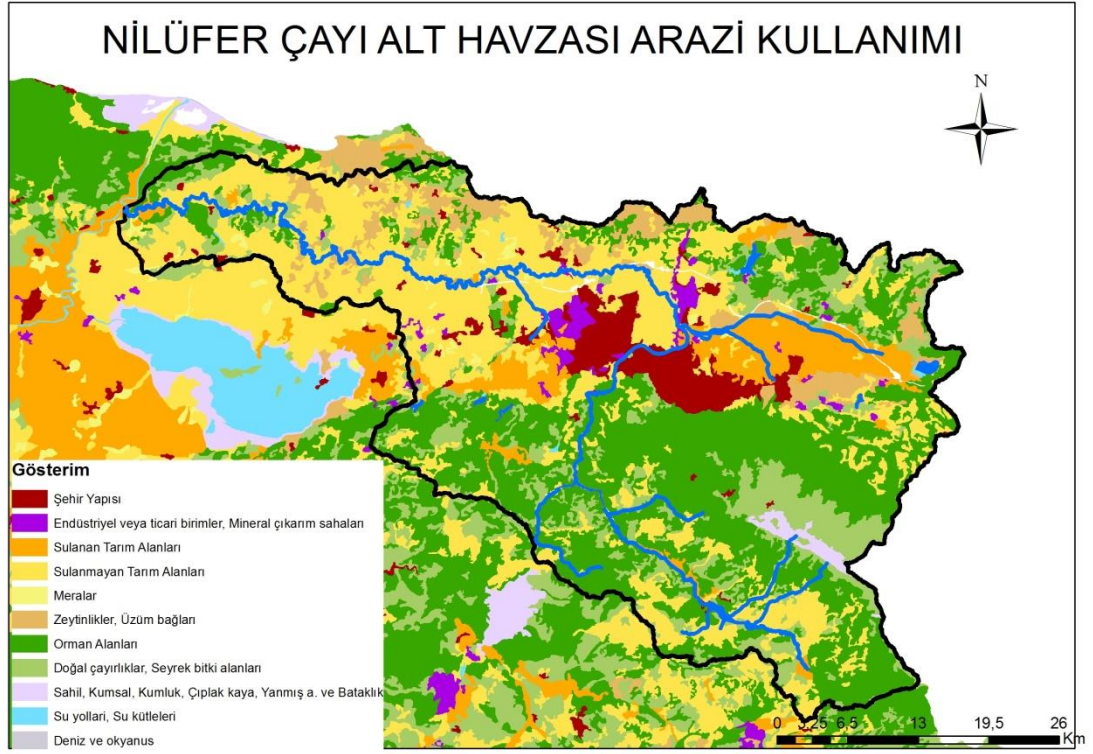 NİLÜFER ÇAYI ALT HAVZASI ARAZİ KULLANIMI
N
Gösterim
Şehir Yapısı
Endüstriyel veya ticari birimler, Mineral çıkarım sahaları
Sulanan Tarım Alanları
Sulanmayan Tarım Alanları
Meralar
Zeytinlikler, Üzüm bağları
Orman Alanları
Doğal çayırlıklar, Seyrek bitki alanları
Sahil, Kumsal, Kumluk, Çıplak kaya, Yanmış a. ve Bataklık
Su yolları, Su kütleleri
Deniz ve okyanus
0 3,25 6,5 13 19,5 26
Km